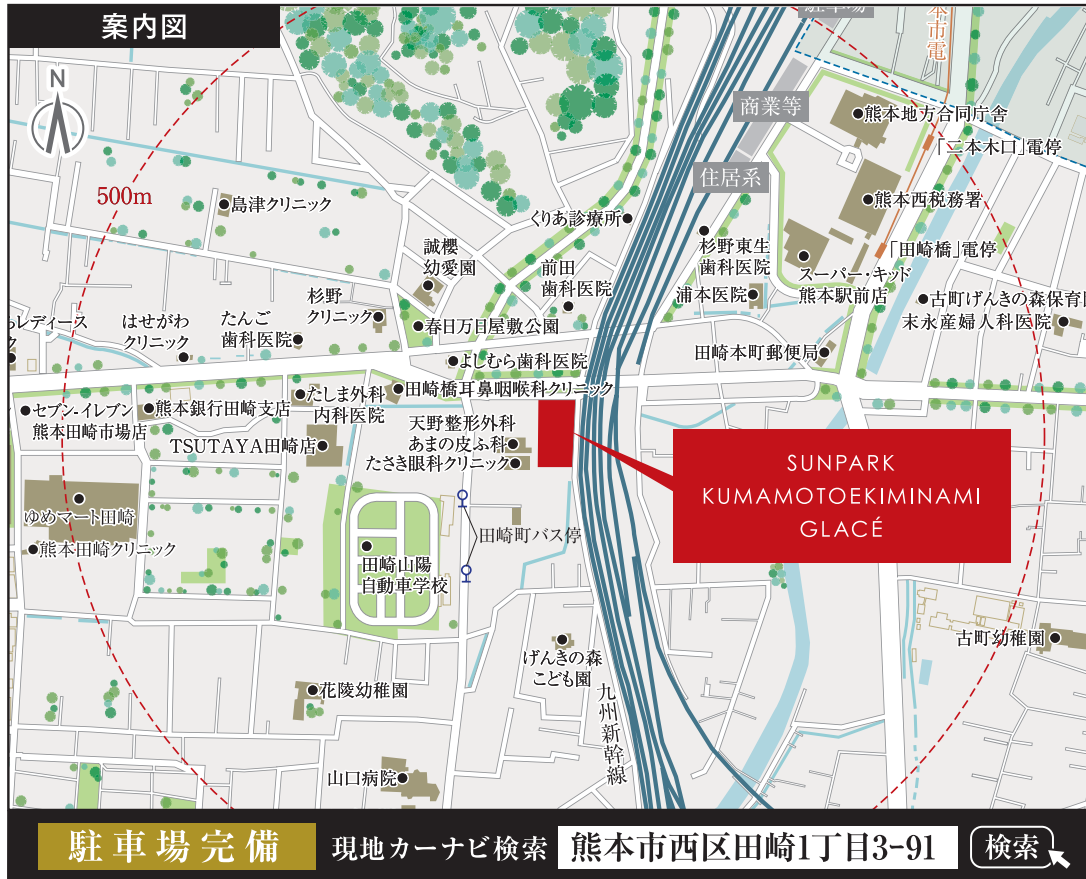 案内図
N
500m
駐車場
本市電
商業等
住居系
熊本地方合同庁舎
「二本木口」電停
熊本西税務署
「田崎橋」電停
島津クリニック
くりあ診療所
誠櫻
幼愛園
前田
歯科医院
杉野東生
歯科医院
スーパー・キッド
熊本駅前店
浦本医院
古町げんきの森保育園
末永産婦人科医院
杉野
クリニック
春日万日屋敷公園
レディース
ク
はせがわ
クリニック
たんご
歯科医院
よしむら歯科医院
田崎本町郵便局
田崎橋耳鼻咽喉科クリニック
たしま外科
内科医院
セブン-イレブン
熊本田崎市場店
熊本銀行田崎支店
TSUTAYA田崎店
天野整形外科
あまの皮ふ科
たさき眼科クリニック
SUNPARK
KUMAMOTOEKIMINAMI
GLACÉ
ゆめマート田崎
熊本田崎クリニック
田崎町バス停
田崎山陽
自動車学校
げんきの森
こども園
古町幼稚園
花陵幼稚園
九州新幹線
山口病院
駐車場完備 現地カーナビ検索 熊本市西区田崎1丁目3-91 検索